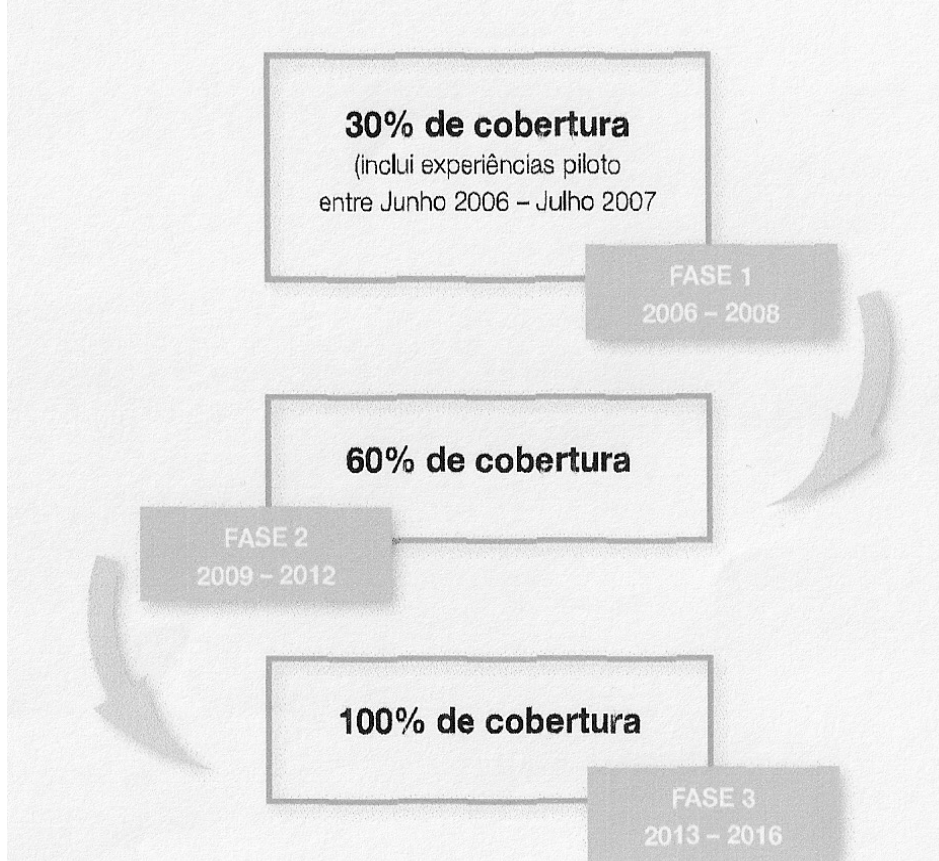 30% de cobertura
(inclui experiências piloto
entre Junho 2006 – Julho 2007
FASE 1
2006 – 2008
60% de cobertura
FASE 2
2009 – 2012
100% de cobertura
FASE 3
2013 – 2016